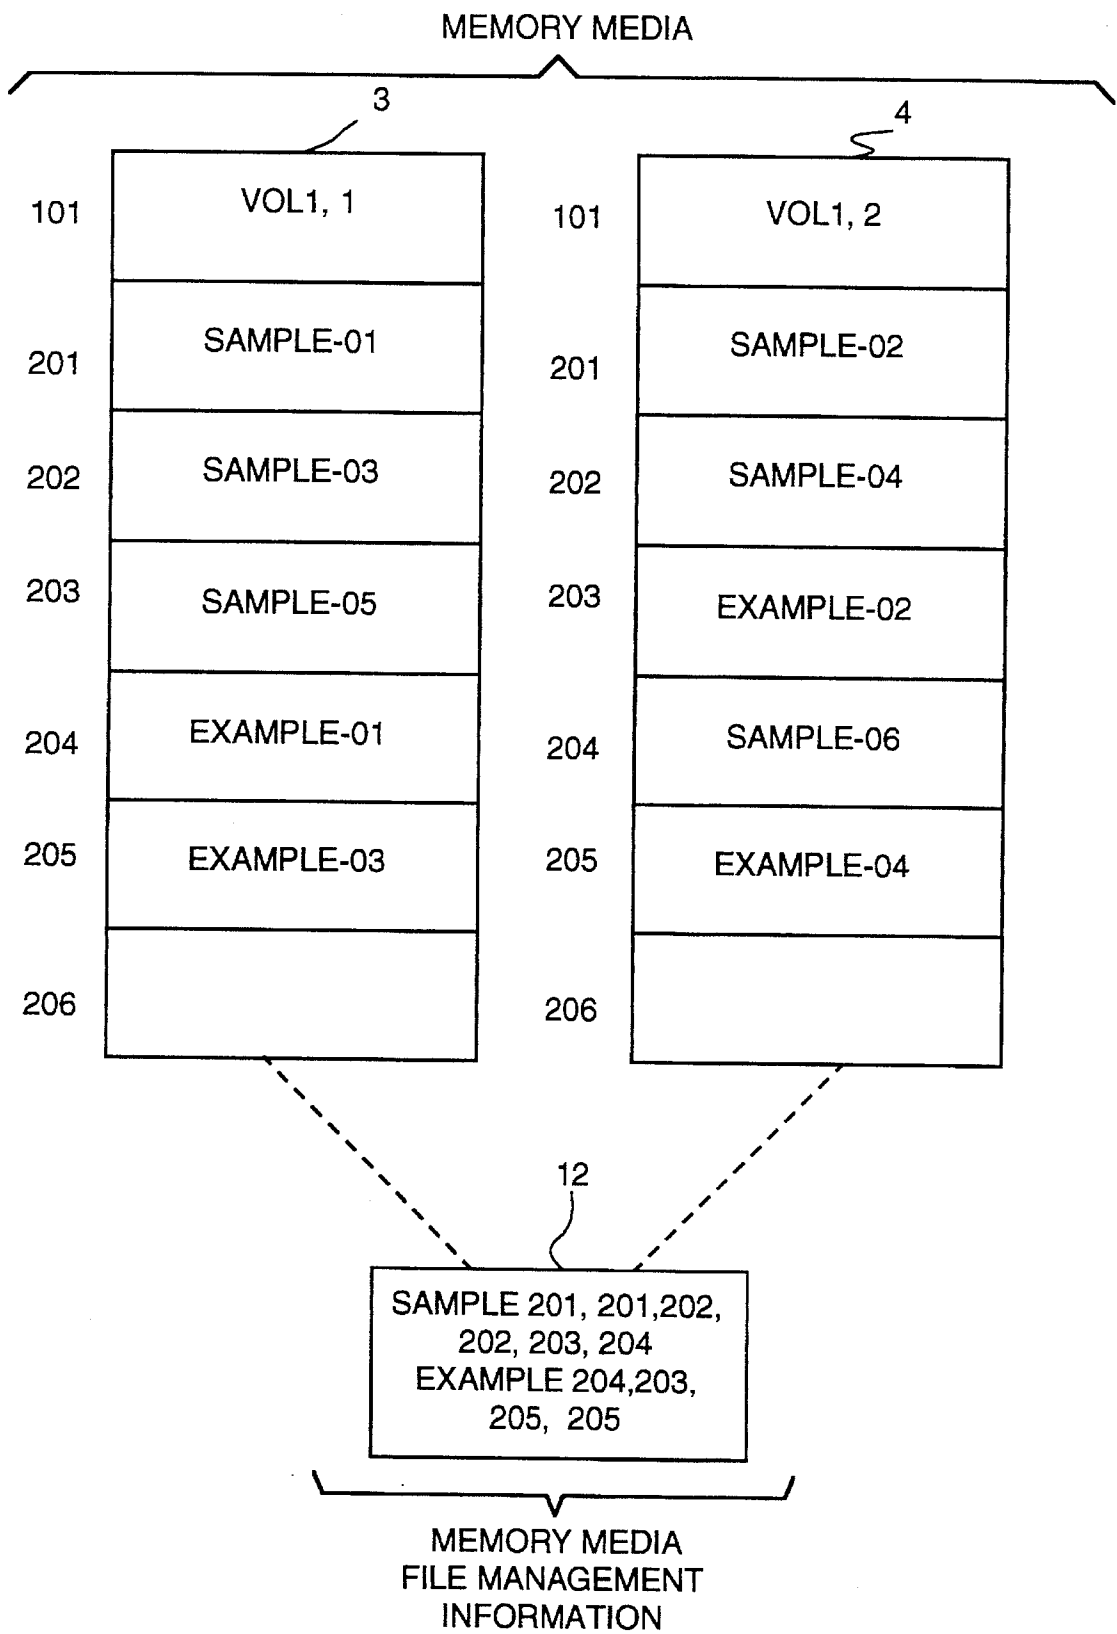 MEMORY MEDIA
3
4
101
VOL1, 1
101
VOL1, 2
201
SAMPLE-01
201
SAMPLE-02
202
SAMPLE-03
202
SAMPLE-04
203
SAMPLE-05
203
EXAMPLE-02
204
EXAMPLE-01
204
SAMPLE-06
205
EXAMPLE-03
205
EXAMPLE-04
206
206
12
SAMPLE 201, 201,202,
202, 203, 204
EXAMPLE 204,203,
205, 205
MEMORY MEDIA
FILE MANAGEMENT
INFORMATION